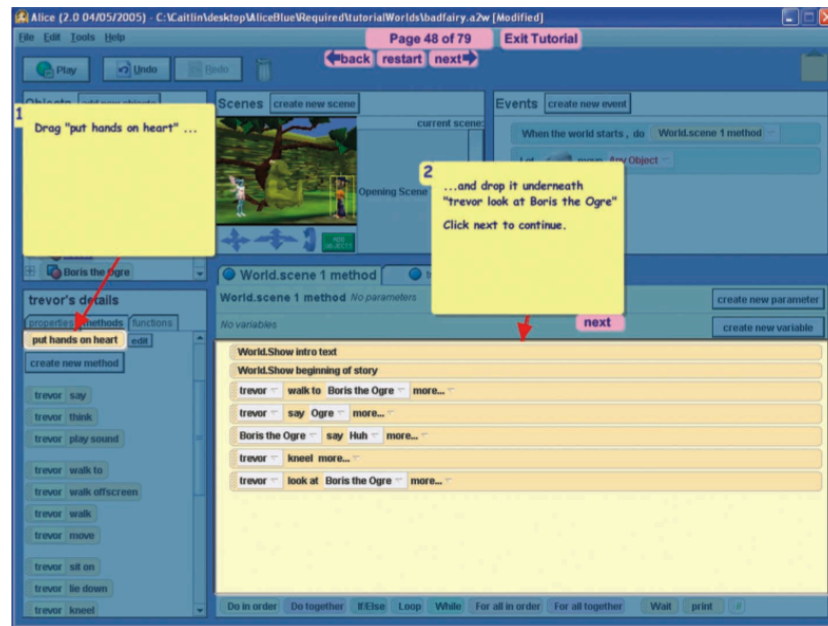 Alice (2.0 04/05/2005) - C:\Caitlin\desktop\AliceBlue\Required\tutorialWorlds\badfairy.a2w [Modified]
File Edit Tools Help
Page 48 of 79
Exit Tutorial
back restart next
Play
Undo
Redo
Objects add new objects
Scenes create new scene
current scene:
Opening Scene
ADD OBJECTS
Events create new event
When the world starts , do World.scene 1 method
Let move Any Object
1
Drag "put hands on heart" ...
2
...and drop it underneath
"trevor look at Boris the Ogre"
Click next to continue.
next
Boris the Ogre
trevor's details
properties methods functions
put hands on heart edit
create new method
trevor say
trevor think
trevor play sound
trevor walk to
trevor walk offscreen
trevor walk
trevor move
trevor sit on
trevor lie down
trevor kneel
World.scene 1 method
World.scene 1 method No parameters
create new parameter
No variables
create new variable
World.Show intro text
World.Show beginning of story
trevor walk to Boris the Ogre more...
trevor say Ogre more...
Boris the Ogre say Huh more...
trevor kneel more...
trevor look at Boris the Ogre more...
Do in order Do together If/Else Loop While For all in order For all together Wait print //